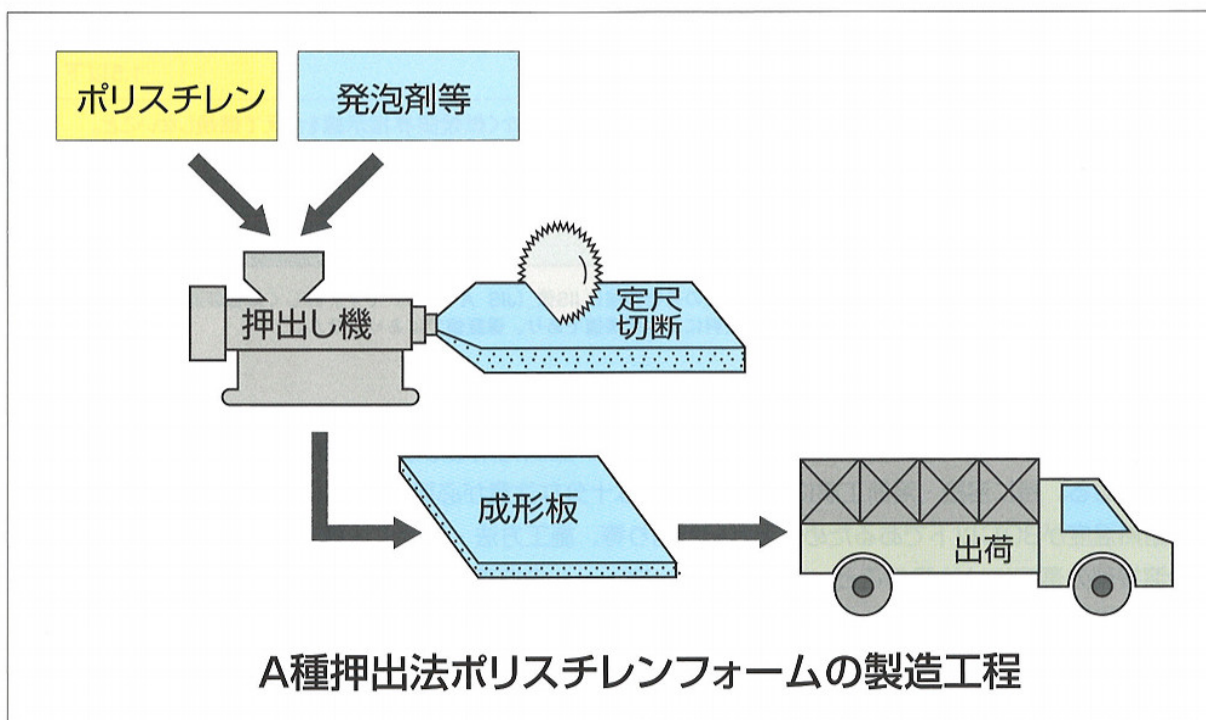 ポリスチレン
発泡剤等
押出し機
定尺
切断
成形板
出荷
A種押出法ポリスチレンフォームの製造工程